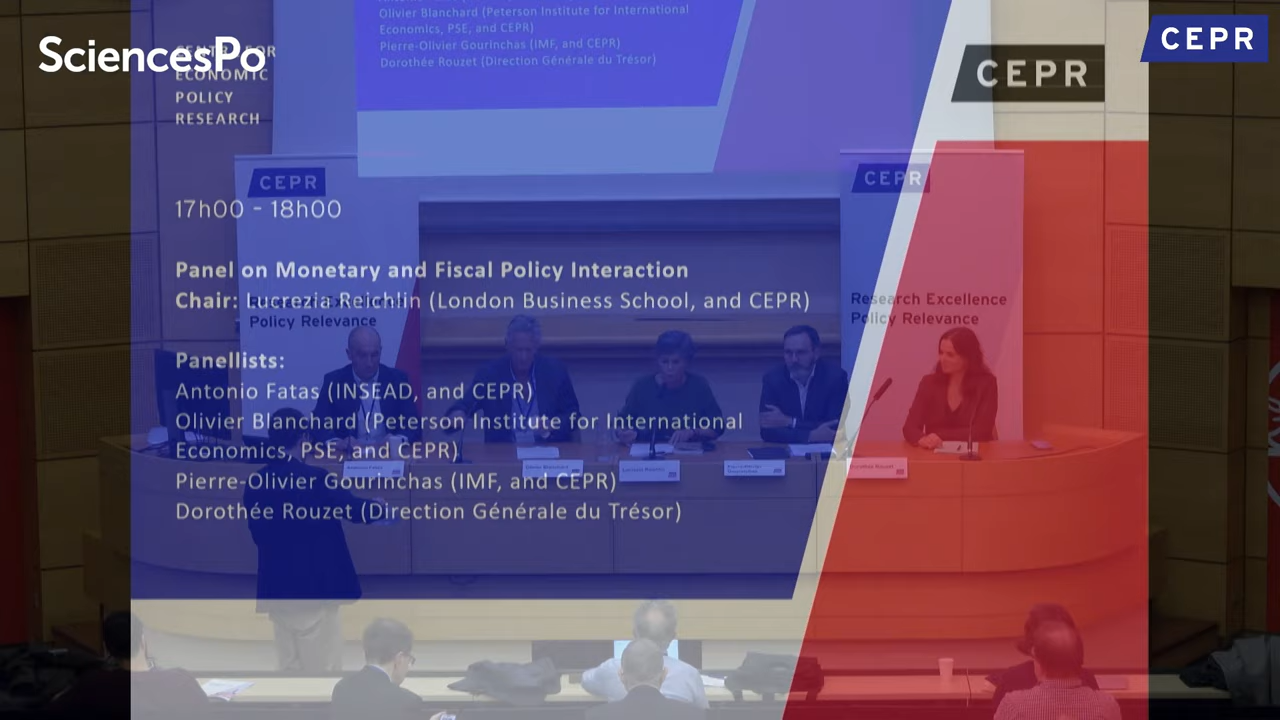 SciencesPo
CENTRE FOR
ECONOMIC
POLICY
RESEARCH
CEPR
CEPR
Olivier Blanchard (Peterson Institute for International
Economics, PSE, and CEPR)
Pierre-Olivier Gourinchas (IMF, and CEPR)
Dorothée Rouzet (Direction Générale du Trésor)
CEPR
CEPR
17h00 - 18h00
Panel on Monetary and Fiscal Policy Interaction
Chair: Lucrezia Reichlin (London Business School, and CEPR)
Policy Relevance
Research Excellence
Policy Relevance
Panellists:
Antonio Fatas (INSEAD, and CEPR)
Olivier Blanchard (Peterson Institute for International
Economics, PSE, and CEPR)
Pierre-Olivier Gourinchas (IMF, and CEPR)
Dorothée Rouzet (Direction Générale du Trésor)